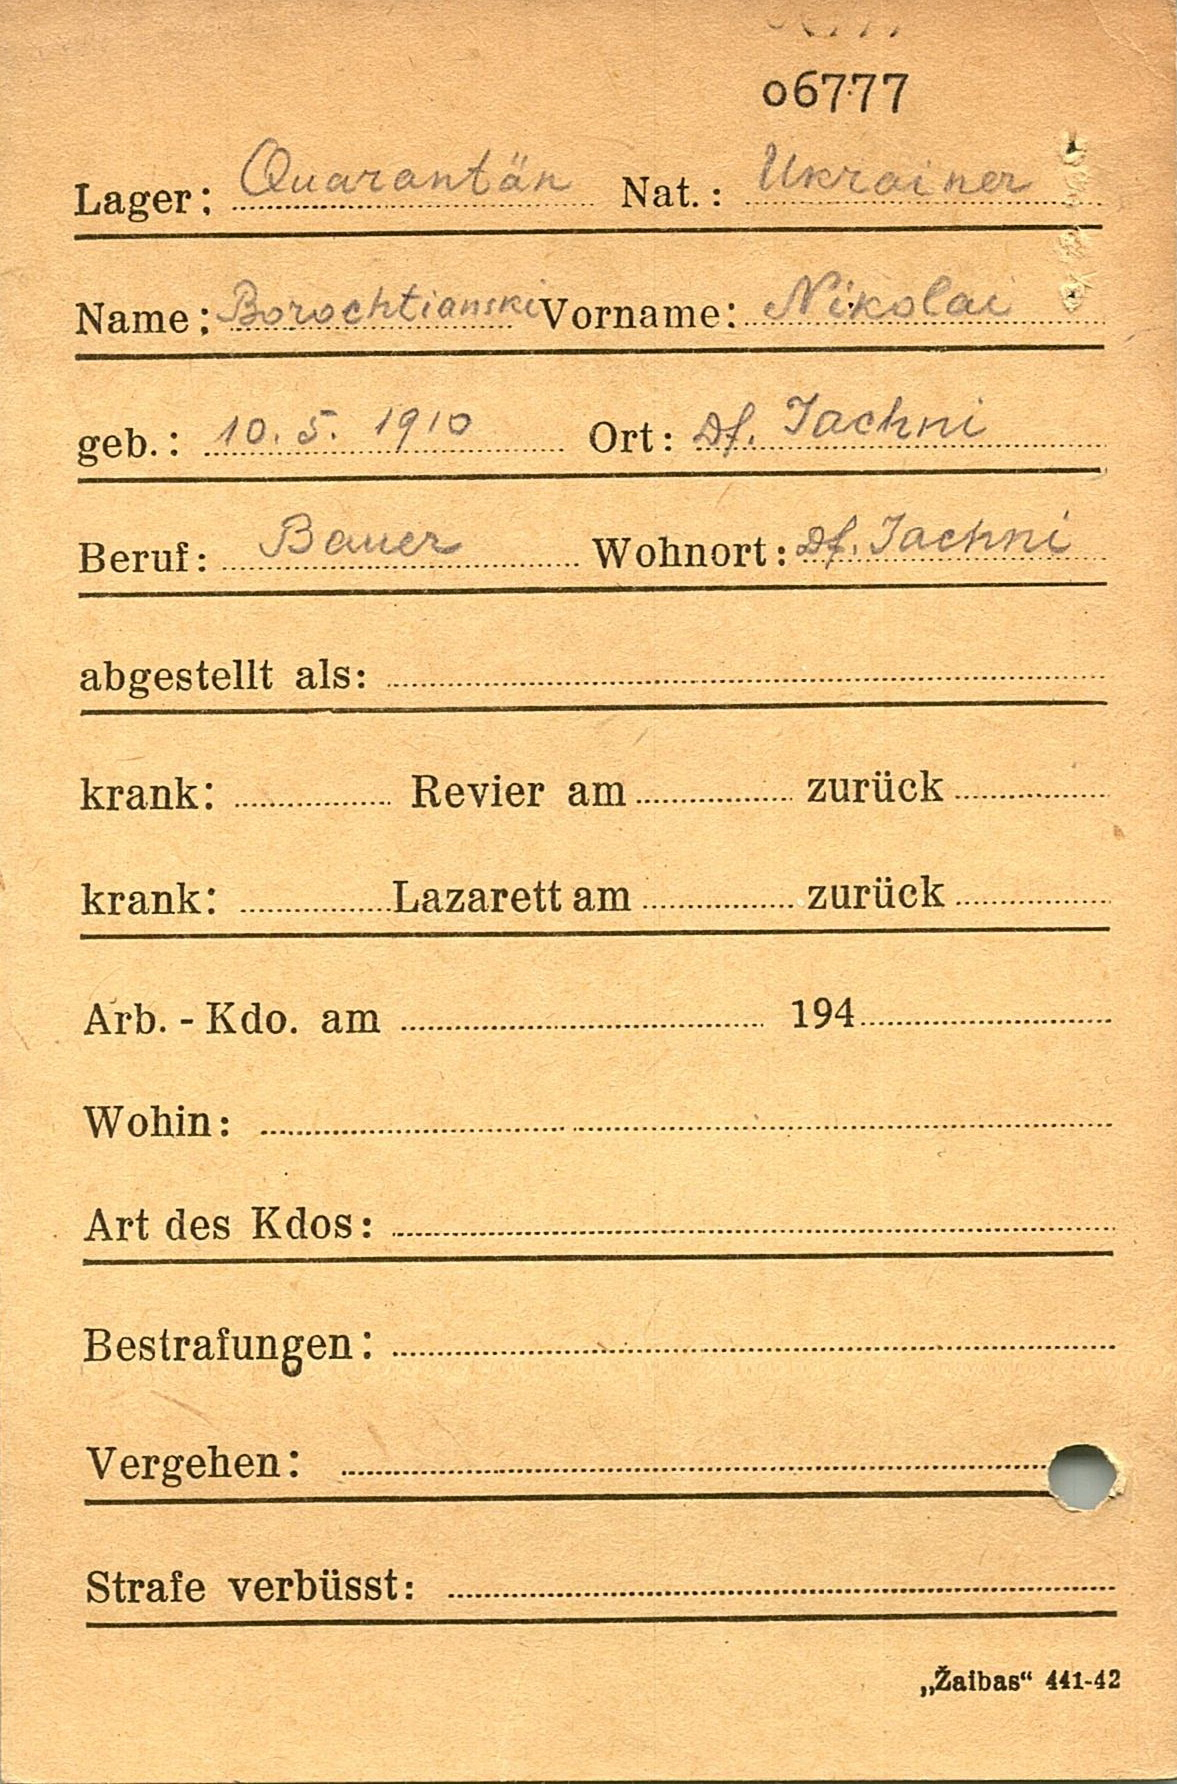 06777
Lager: Quarantän Nat.: Ukrainer
Name: Borochtianski Vorname: Nikolai
geb.: 10. 5. 1910 Ort: Df. Jachni
Beruf: Bauer Wohnort: Df. Jachni
abgestellt als:
krank: Revier am zurück
krank: Lazarett am zurück
Arb. - Kdo. am 194
Wohin:
Art des Kdos:
Bestrafungen:
Vergehen:
Strafe verbüsst:
„Žaibas“ 441-42